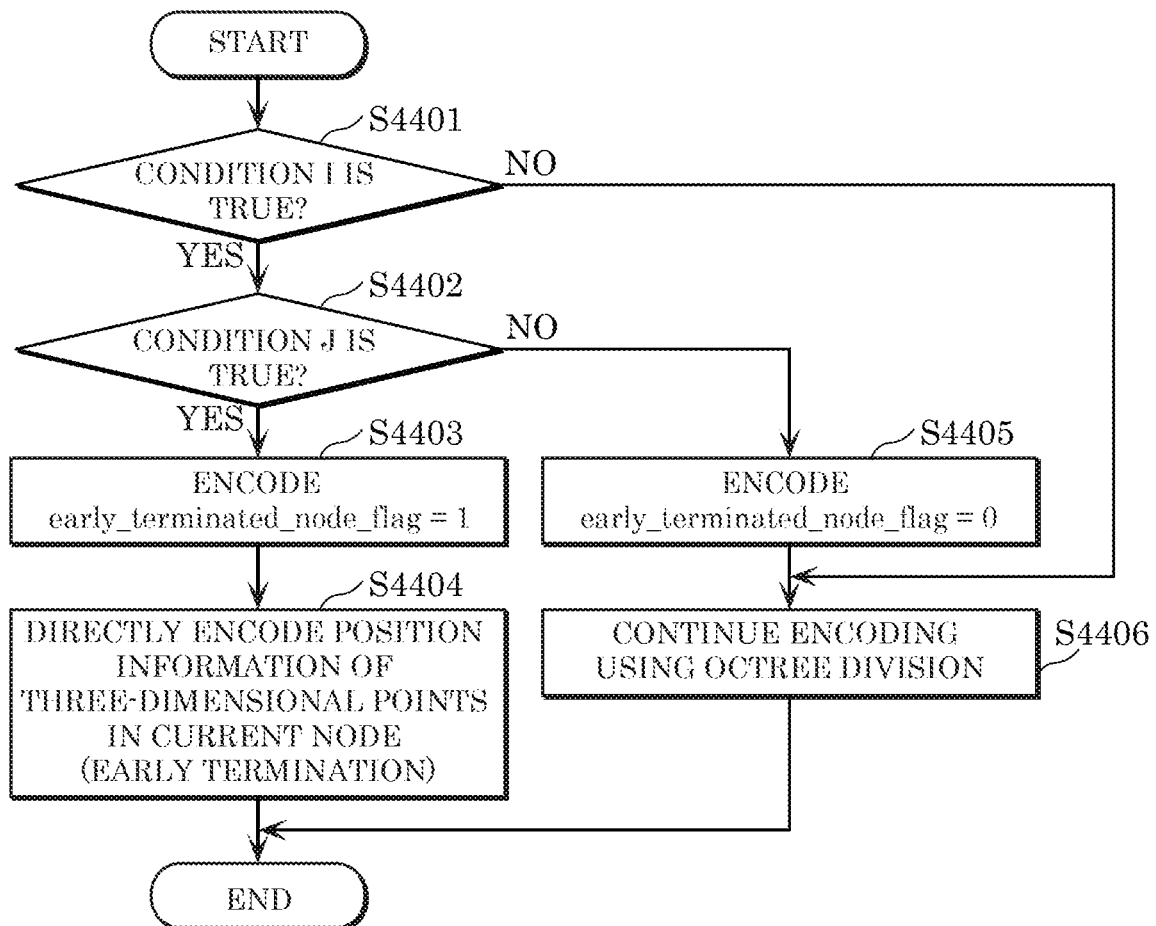 START
S4401
CONDITION I IS
TRUE?
NO
YES
S4402
CONDITION J IS
TRUE?
NO
YES
S4403
ENCODE
early_terminated_node_flag = 1
S4405
ENCODE
early_terminated_node_flag = 0
S4404
DIRECTLY ENCODE POSITION
INFORMATION OF
THREE-DIMENSIONAL POINTS
IN CURRENT NODE
(EARLY TERMINATION)
CONTINUE ENCODING
USING OCTREE DIVISION
S4406
END